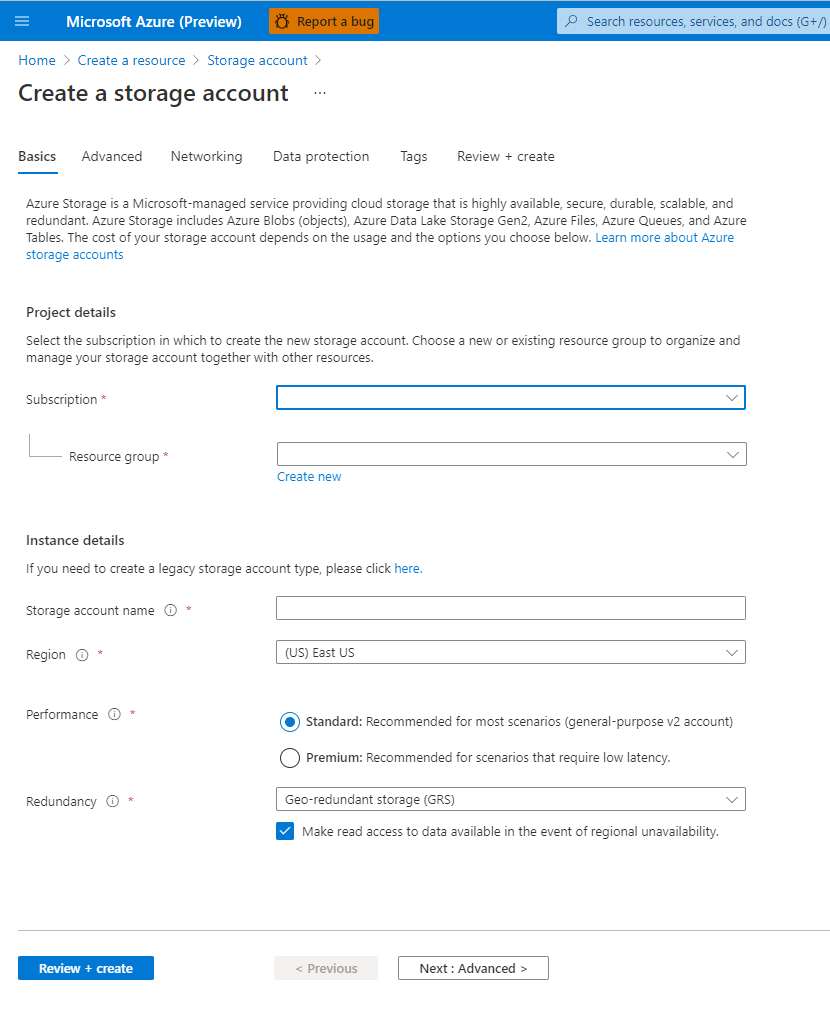 Microsoft Azure (Preview)
Report a bug
Search resources, services, and docs (G+/)
Home > Create a resource > Storage account >
Create a storage account ...
Basics Advanced Networking Data protection Tags Review + create
Azure Storage is a Microsoft-managed service providing cloud storage that is highly available, secure, durable, scalable, and
redundant. Azure Storage includes Azure Blobs (objects), Azure Data Lake Storage Gen2, Azure Files, Azure Queues, and Azure
Tables. The cost of your storage account depends on the usage and the options you choose below. Learn more about Azure
storage accounts
Project details
Select the subscription in which to create the new storage account. Choose a new or existing resource group to organize and
manage your storage account together with other resources.
Subscription *
Resource group *
Create new
Instance details
If you need to create a legacy storage account type, please click here.
Storage account name *
Region *
(US) East US
Performance *
Standard: Recommended for most scenarios (general-purpose v2 account)
Premium: Recommended for scenarios that require low latency.
Redundancy *
Geo-redundant storage (GRS)
Make read access to data available in the event of regional unavailability.
Review + create
< Previous
Next : Advanced >